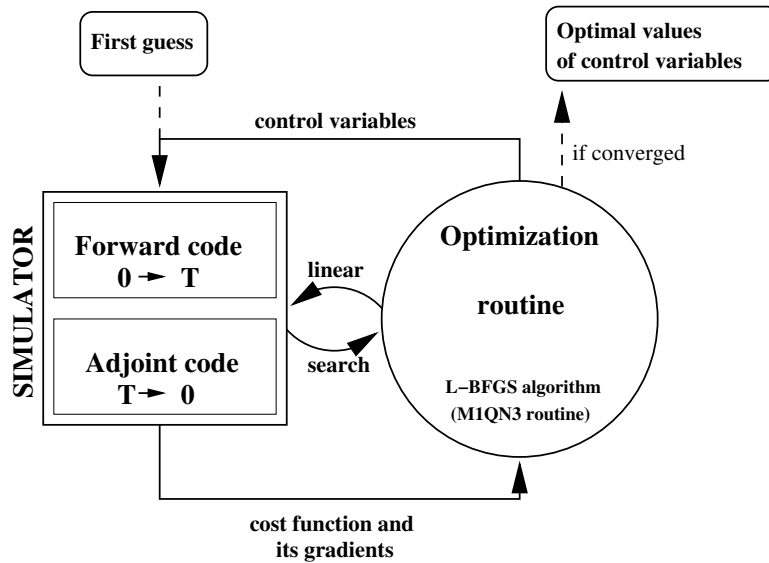 First guess
Optimal values
of control variables
control variables
if converged
SIMULATOR
Forward code
0 → T
linear
Optimization
routine
Adjoint code
T → 0
search
L−BFGS algorithm
(M1QN3 routine)
cost function and
its gradients